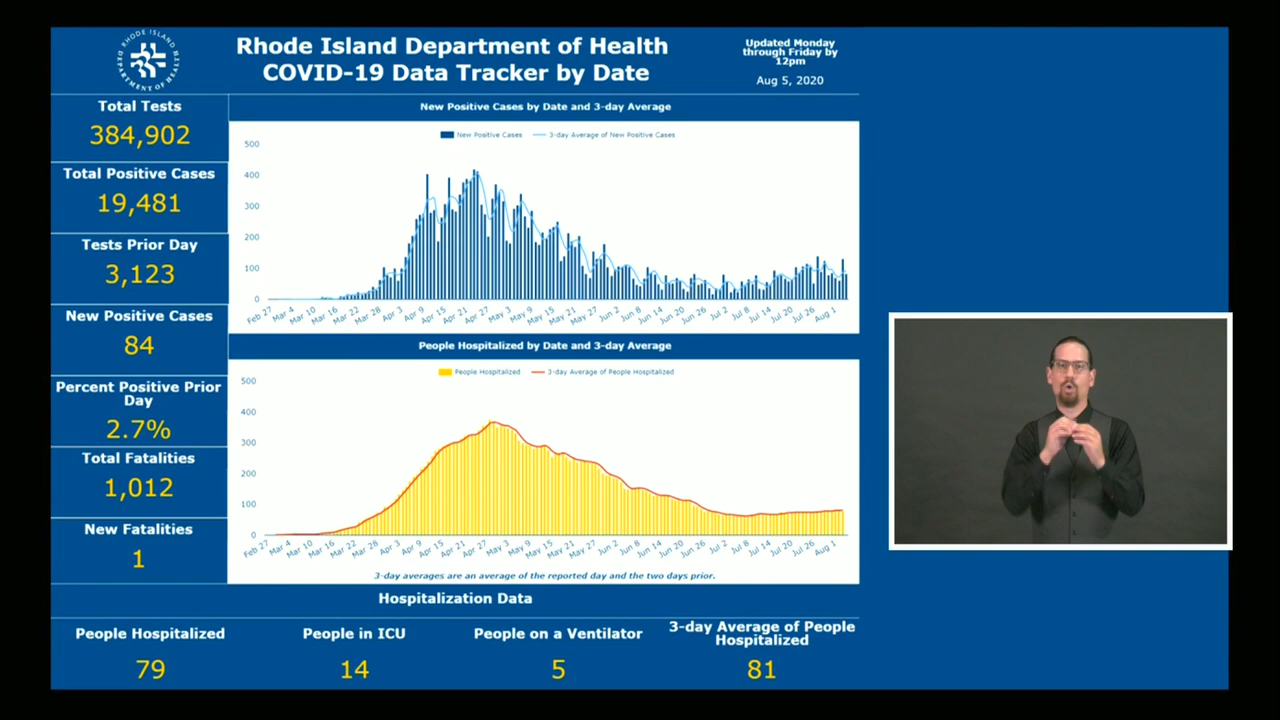 RHODE ISLAND
DEPARTMENT OF HEALTH
Rhode Island Department of Health
COVID-19 Data Tracker by Date
Updated Monday
through Friday by
12pm
Aug 5, 2020
Total Tests
384,902
Total Positive Cases
19,481
Tests Prior Day
3,123
New Positive Cases
84
Percent Positive Prior
Day
2.7%
Total Fatalities
1,012
New Fatalities
1
New Positive Cases by Date and 3-day Average
New Positive Cases
3-day Average of New Positive Cases
500
400
300
200
100
0
Feb 27 Mar 4 Mar 10 Mar 16 Mar 22 Mar 28 Apr 3 Apr 9 Apr 15 Apr 21 Apr 27 May 3 May 9 May 15 May 21 May 27 Jun 2 Jun 8 Jun 14 Jun 20 Jun 26 Jul 2 Jul 8 Jul 14 Jul 20 Jul 26 Aug 1
People Hospitalized by Date and 3-day Average
People Hospitalized
3-day Average of People Hospitalized
500
400
300
200
100
0
Feb 27 Mar 4 Mar 10 Mar 16 Mar 22 Mar 28 Apr 3 Apr 9 Apr 15 Apr 21 Apr 27 May 3 May 9 May 15 May 21 May 27 Jun 2 Jun 8 Jun 14 Jun 20 Jun 26 Jul 2 Jul 8 Jul 14 Jul 20 Jul 26 Aug 1
3-day averages are an average of the reported day and the two days prior.
Hospitalization Data
People Hospitalized
79
People in ICU
14
People on a Ventilator
5
3-day Average of People
Hospitalized
81